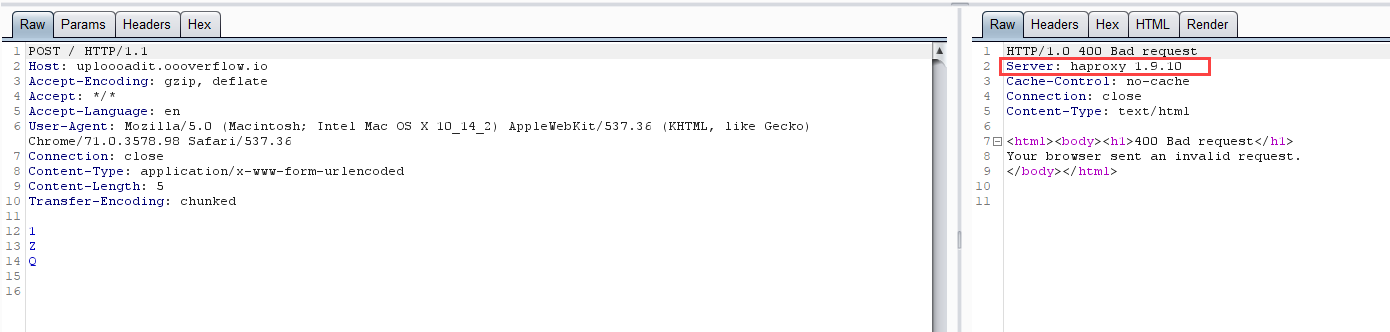 Raw Params Headers Hex
1 POST / HTTP/1.1
2 Host: uploooadit.oooverflow.io
3 Accept-Encoding: gzip, deflate
4 Accept: */*
5 Accept-Language: en
6 User-Agent: Mozilla/5.0 (Macintosh; Intel Mac OS X 10_14_2) AppleWebKit/537.36 (KHTML, like Gecko)
Chrome/71.0.3578.98 Safari/537.36
7 Connection: close
8 Content-Type: application/x-www-form-urlencoded
9 Content-Length: 5
10 Transfer-Encoding: chunked
11
12 1
13 Z
14 Q
15
16
Raw Headers Hex HTML Render
1 HTTP/1.0 400 Bad request
2 Server: haproxy 1.9.10
3 Cache-Control: no-cache
4 Connection: close
5 Content-Type: text/html
6
7 <html><body><h1>400 Bad request</h1>
8 Your browser sent an invalid request.
9 </body></html>
10
11